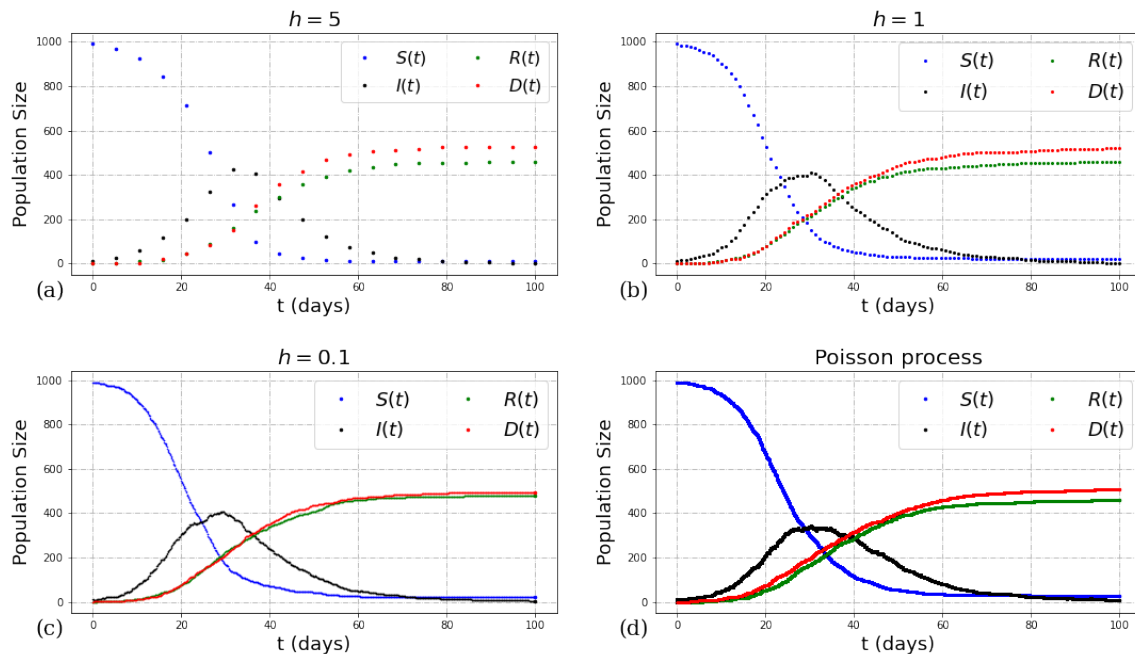 h = 5
1000
800
600
400
200
0
Population Size
S(t) R(t)
I(t) D(t)
0 20 40 60 80 100
t (days)
(a)
h = 1
1000
800
600
400
200
0
Population Size
S(t) R(t)
I(t) D(t)
0 20 40 60 80 100
t (days)
(b)
h = 0.1
1000
800
600
400
200
0
Population Size
S(t) R(t)
I(t) D(t)
0 20 40 60 80 100
t (days)
(c)
Poisson process
1000
800
600
400
200
0
Population Size
S(t) R(t)
I(t) D(t)
0 20 40 60 80 100
t (days)
(d)